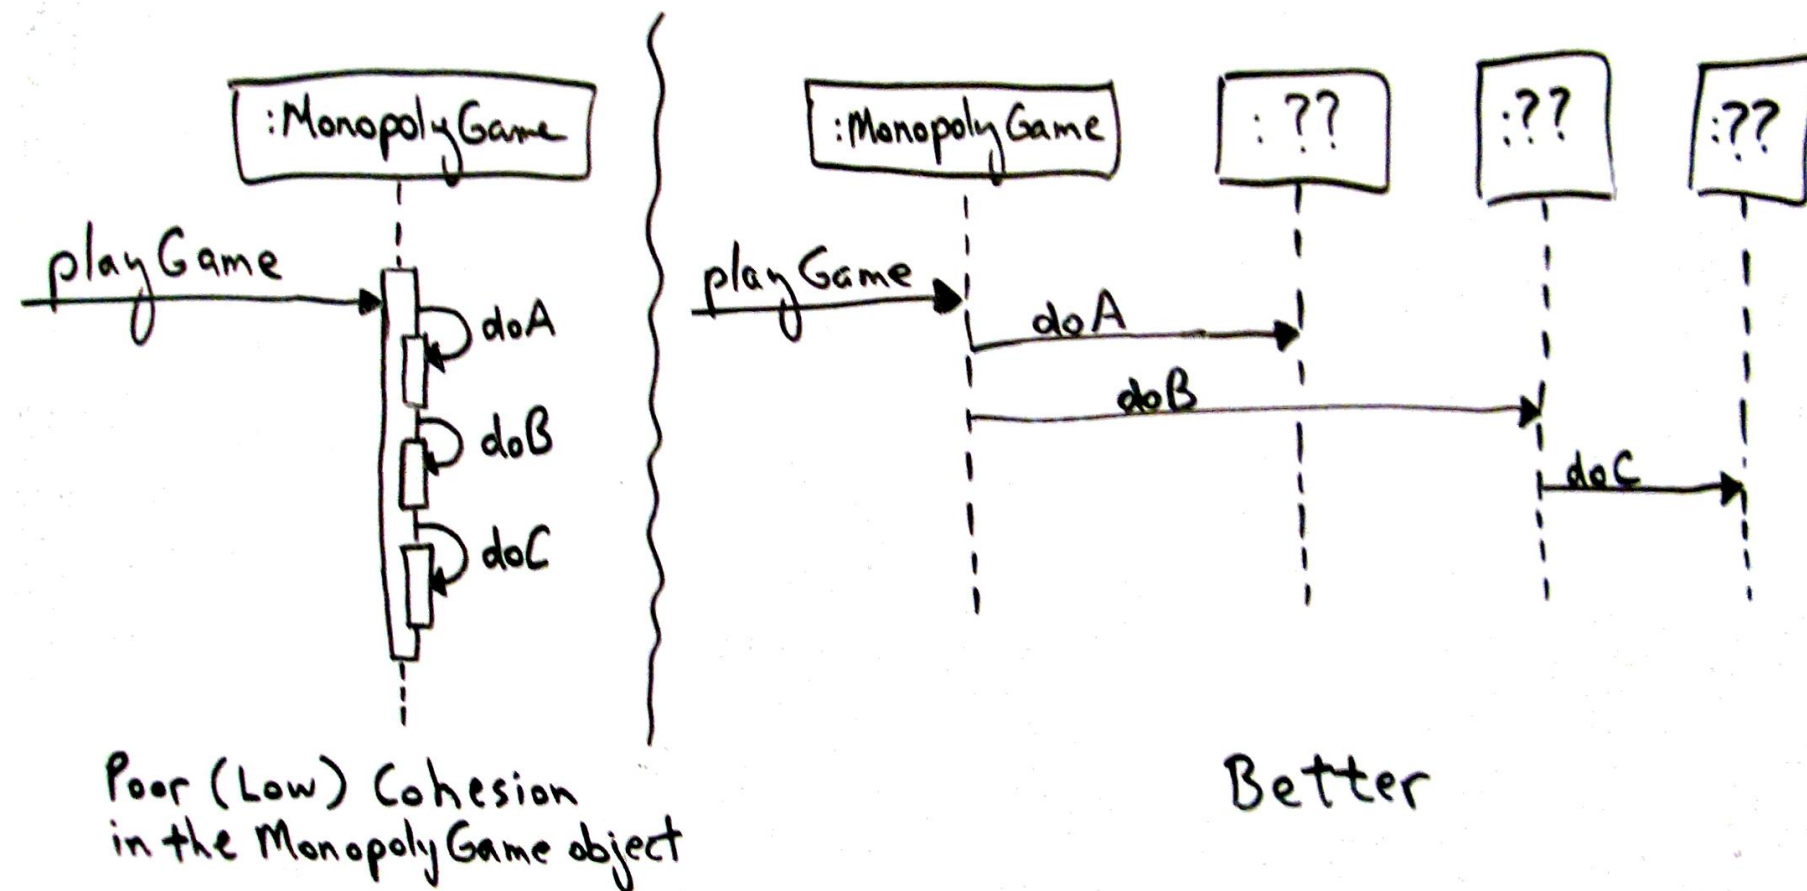 :MonopolyGame
playGame
doA
doB
doC
Poor (Low) Cohesion
in the MonopolyGame object
:MonopolyGame
: ??
:??
:??
playGame
doA
doB
doC
Better